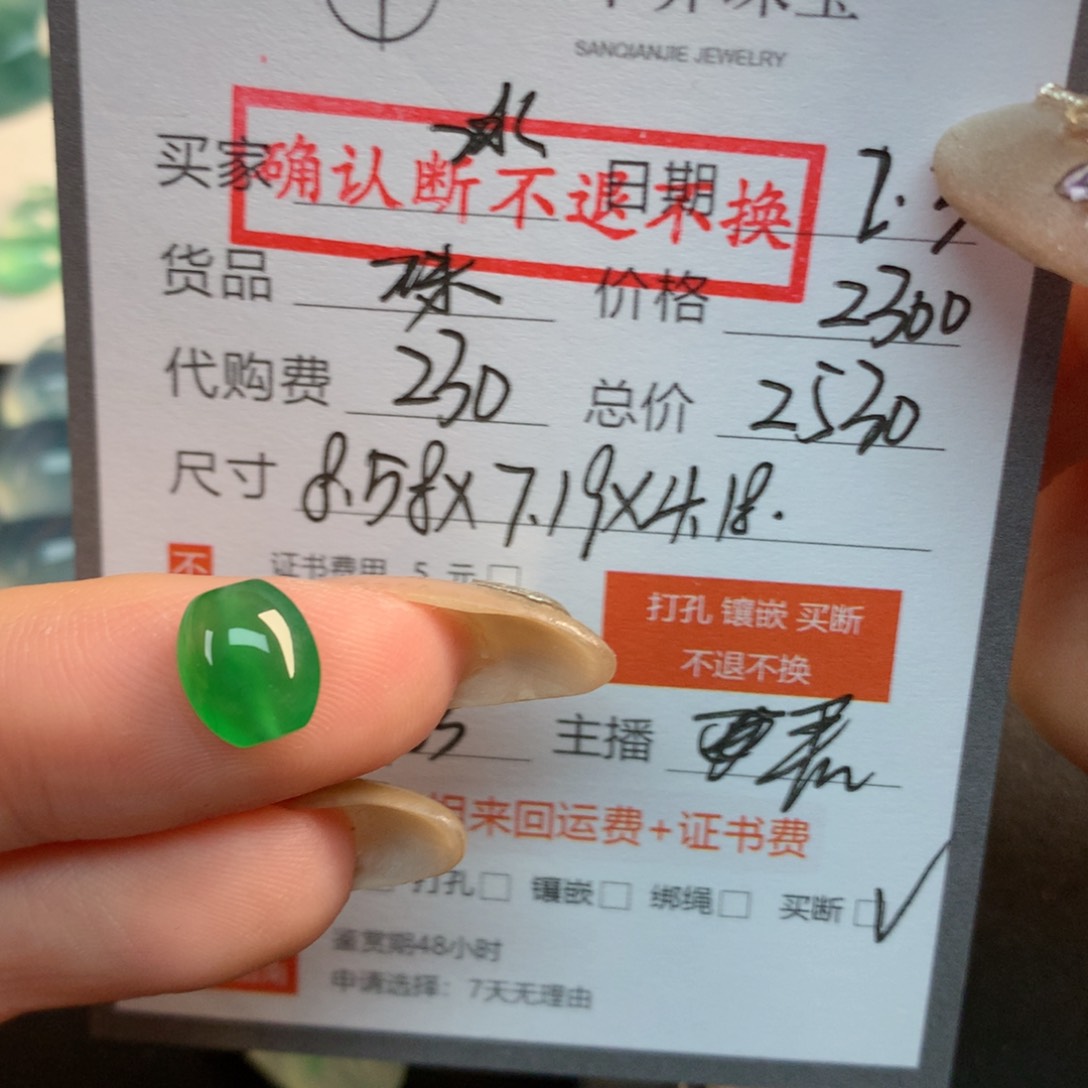 SANQIANJIE JEWELRY
确认断不退不换
买家 日期
货品 珠 价格 2300
代购费 230 总价 2530
尺寸 8.58X7.19X4.18.
不
证书费用 5 元□
打孔 镶嵌 买断
不退不换
主播
来回运费+证书费
打孔□ 镶嵌□ 绑绳□ 买断□√
鉴赏期48小时
申请选择：7天无理由